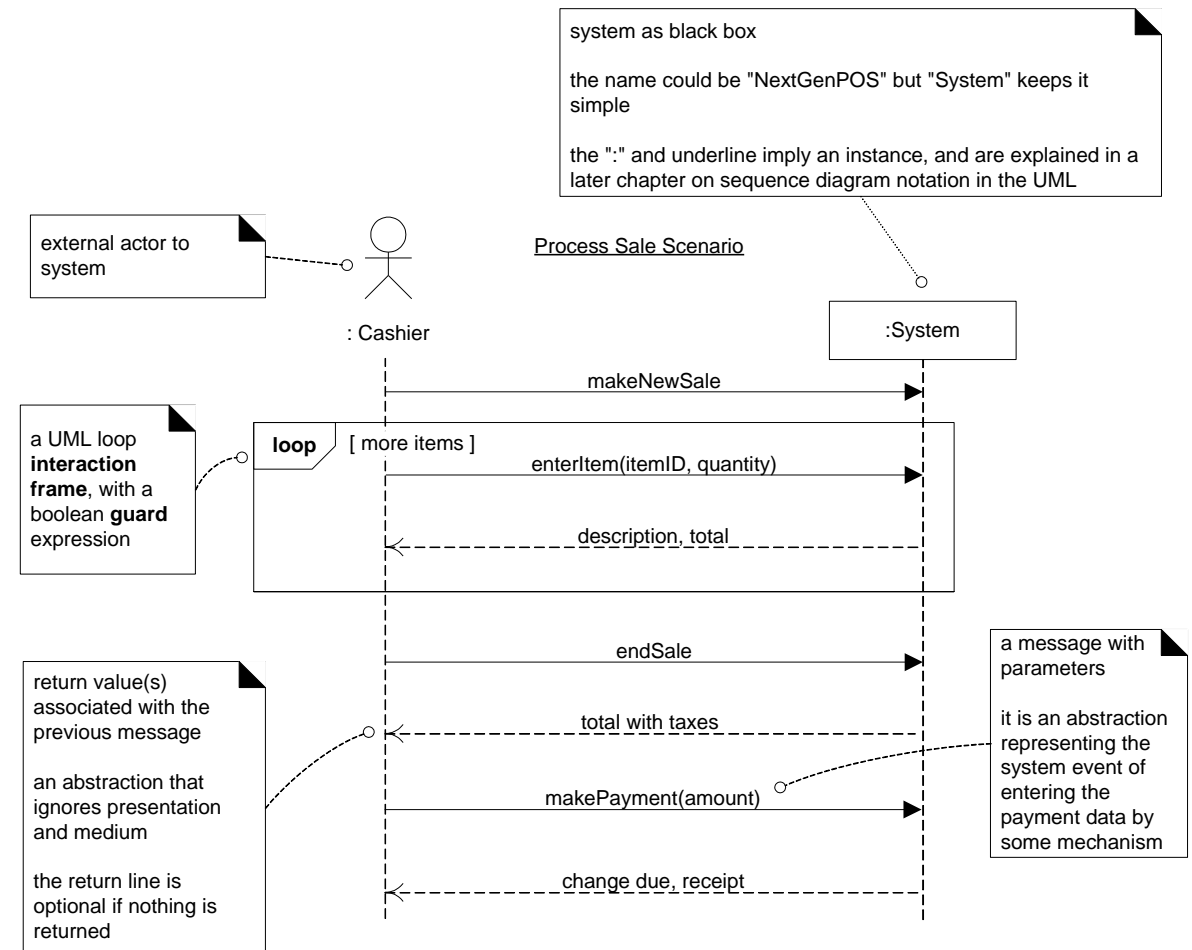 system as black box
the name could be "NextGenPOS" but "System" keeps it
simple
the ":" and underline imply an instance, and are explained in a
later chapter on sequence diagram notation in the UML
external actor to
system
Process Sale Scenario
: Cashier
:System
makeNewSale
a UML loop
interaction
frame, with a
boolean guard
expression
loop
[ more items ]
enterItem(itemID, quantity)
description, total
endSale
a message with
parameters
it is an abstraction
representing the
system event of
entering the
payment data by
some mechanism
return value(s)
associated with the
previous message
an abstraction that
ignores presentation
and medium
the return line is
optional if nothing is
returned
total with taxes
makePayment(amount)
change due, receipt